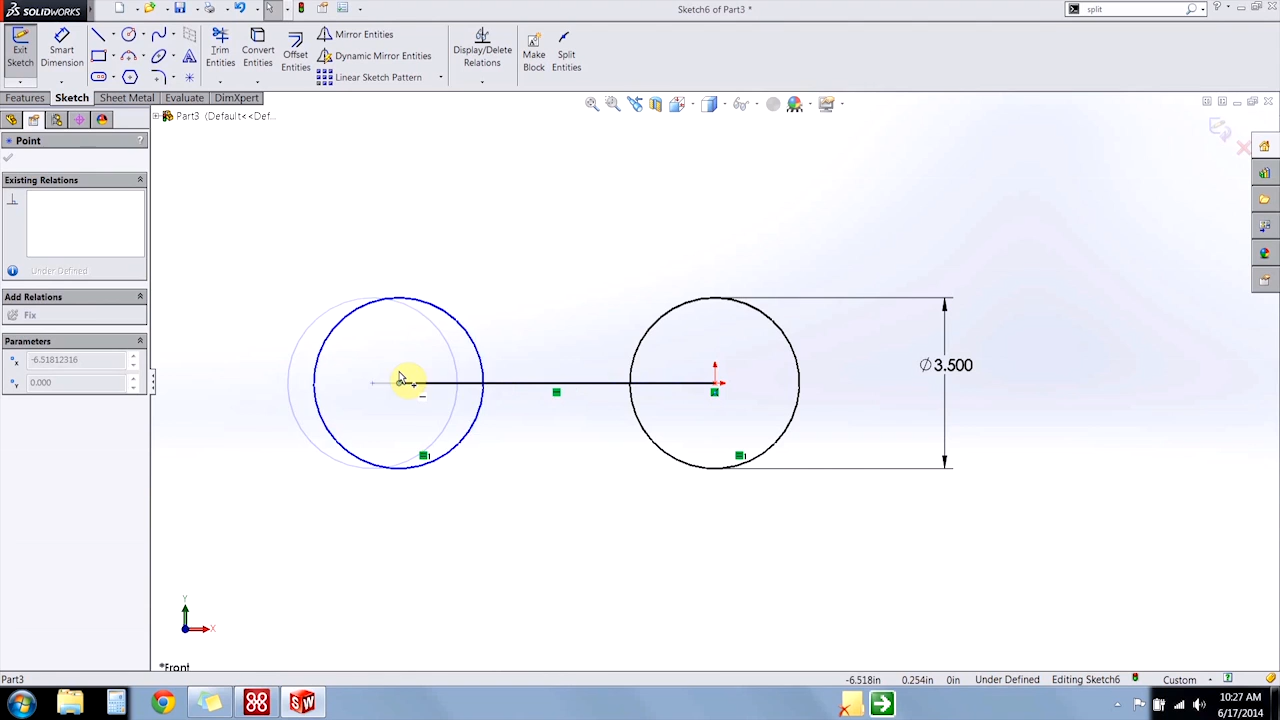 SOLIDWORKS
Sketch6 of Part3 *
split
Exit Sketch
Smart Dimension
Trim Entities
Convert Entities
Offset Entities
Mirror Entities
Dynamic Mirror Entities
Linear Sketch Pattern
Display/Delete Relations
Make Block
Split Entities
Features
Sketch
Sheet Metal
Evaluate
DimXpert
Part3 (Default<<Def...
Point
?
Existing Relations
Under Defined
Add Relations
Fix
Parameters
-6.51812316
0.000
∅3.500
1
1
Y
X
*Front
Part3
-6.518in
0.254in
0in
Under Defined
Editing Sketch6
Custom
10:27 AM
6/17/2014